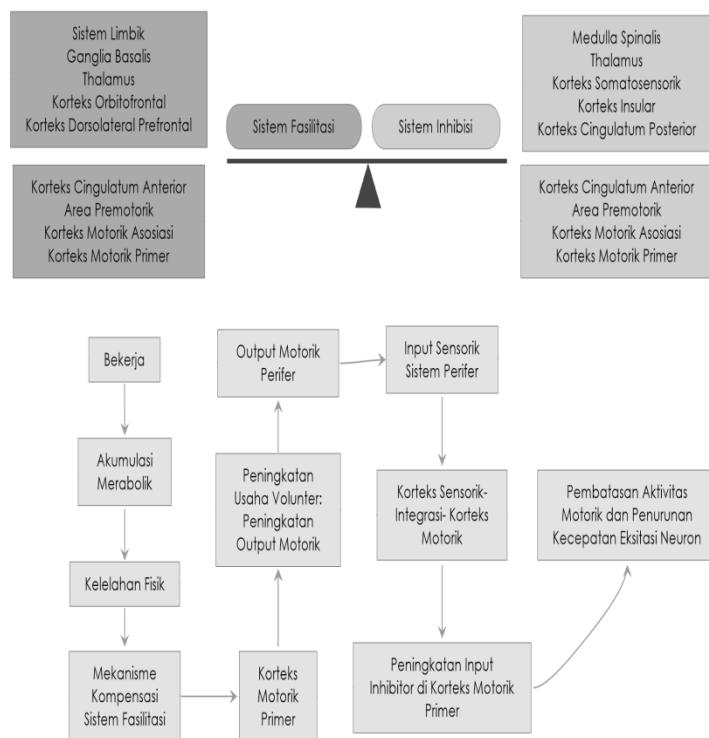 Sistem Limbik
Ganglia Basalis
Thalamus
Korteks Orbitofrontal
Korteks Dorsolateral Prefrontal
Korteks Cingulatum Anterior
Area Premotorik
Korteks Motorik Asosiasi
Korteks Motorik Primer
Sistem Fasilitasi
Sistem Inhibisi
Medulla Spinalis
Thalamus
Korteks Somatosensorik
Korteks Insular
Korteks Cingulatum Posterior
Korteks Cingulatum Anterior
Area Premotorik
Korteks Motorik Asosiasi
Korteks Motorik Primer
Bekerja
Akumulasi
Merabolik
Kelelahan Fisik
Mekanisme
Kompensasi
Sistem Fasilitasi
Korteks
Motorik
Primer
Peningkatan
Usaha Volunter:
Peningkatan
Output Motorik
Output Motorik
Perifer
Input Sensorik
Sistem Perifer
Korteks Sensorik-
Integrasi- Korteks
Motorik
Peningkatan Input
Inhibitor di Korteks Motorik
Primer
Pembatasan Aktivitas
Motorik dan Penurunan
Kecepatan Eksitasi Neuron